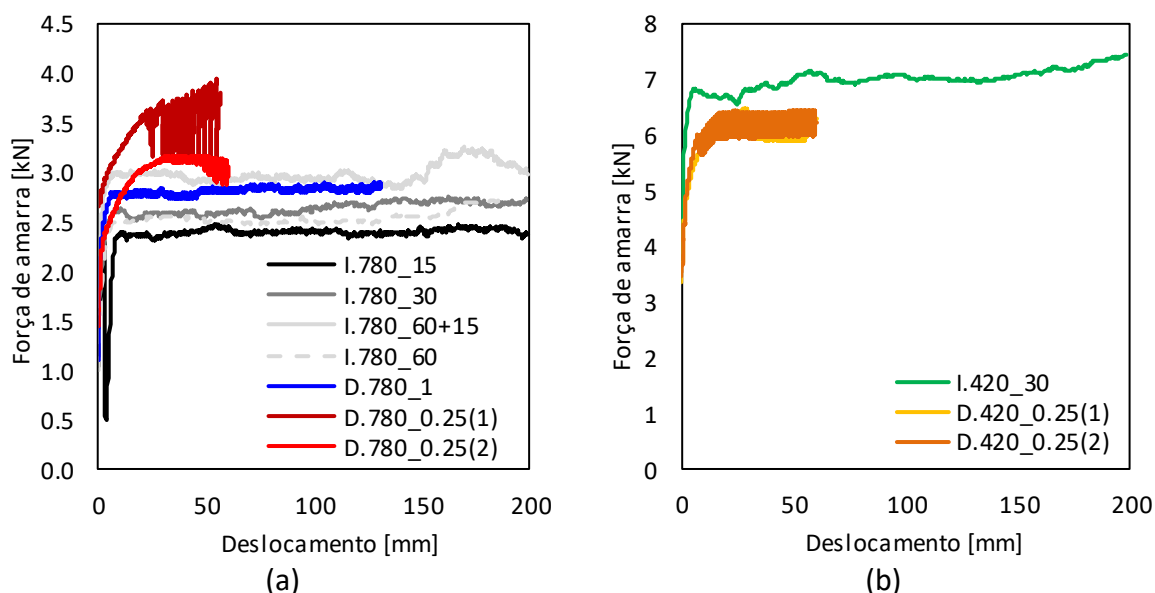 4.5
4.0
3.5
3.0
2.5
2.0
1.5
1.0
0.5
0.0
Força de amarra [kN]
I.780_15
I.780_30
I.780_60+15
I.780_60
D.780_1
D.780_0.25(1)
D.780_0.25(2)
0 50 100 150 200
Deslocamento [mm]
(a)
8
7
6
5
4
3
2
1
0
Força de amarra [kN]
I.420_30
D.420_0.25(1)
D.420_0.25(2)
0 50 100 150 200
Deslocamento [mm]
(b)